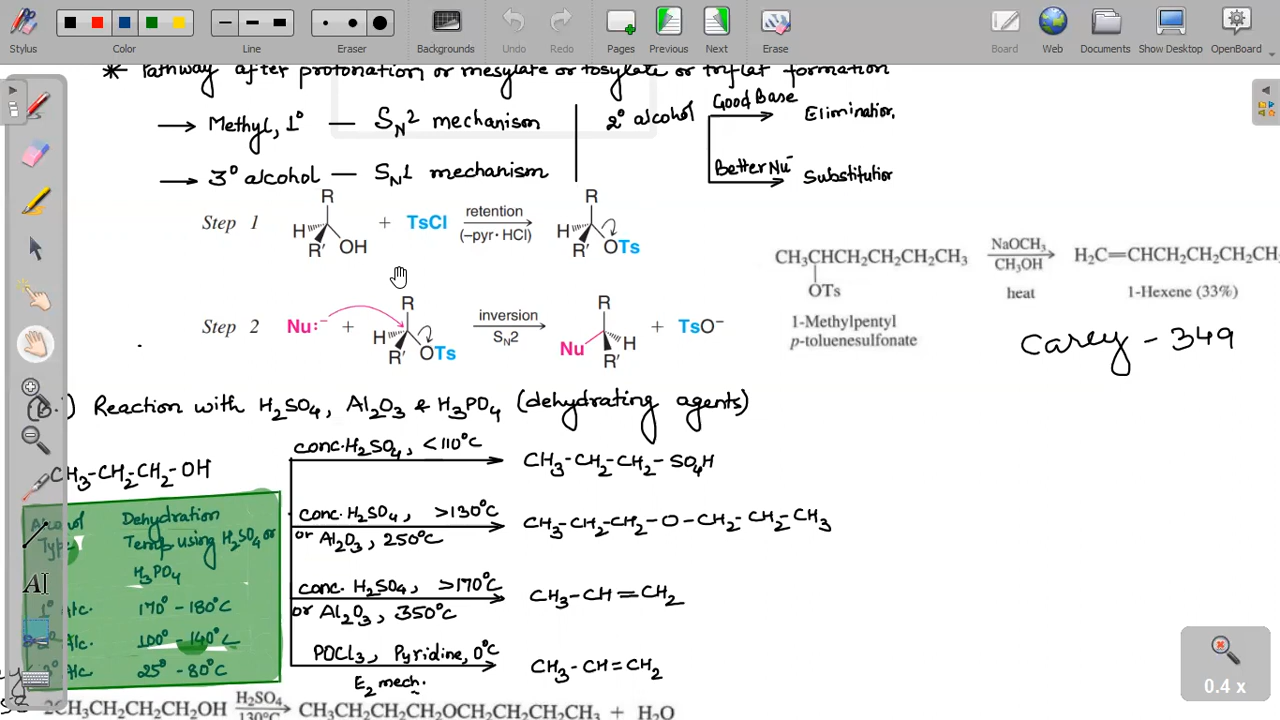 Stylus
Color
Line
Eraser
Backgrounds
Undo
Redo
Pages
Previous
Next
Erase
Board
Web
Documents
Show Desktop
OpenBoard
* Pathway after protonation or mesylate or tosylate or triflat formation
→ Methyl, 1° — SN2 mechanism
→ 3° alcohol — SN1 mechanism
2° alcohol
Good Base
Elimination
Better Nu⁻
Substitution
Step 1
R
H
R'
OH
+ TsCl
retention
(–pyr·HCl)
R
H
R'
OTs
Step 2
Nu:⁻ +
R
H
R'
OTs
inversion
SN2
R
Nu
H
R'
+ TsO⁻
CH3CHCH2CH2CH2CH3
OTs
1-Methylpentyl
p-toluenesulfonate
NaOCH3
CH3OH
heat
H2C=CHCH2CH2CH2CH
1-Hexene (33%)
Carey - 349
(B.) Reaction with H2SO4, Al2O3 & H3PO4 (dehydrating agents)
CH3-CH2-CH2-OH
conc. H2SO4, <110°C
CH3-CH2-CH2-SO4H
conc. H2SO4, >130°C
or Al2O3, 250°C
CH3-CH2-CH2-O-CH2-CH2-CH3
conc. H2SO4, >170°C
or Al2O3, 350°C
CH3-CH=CH2
POCl3, Pyridine, 0°C
E2 mech.
CH3-CH=CH2
Alcohol Type
Dehydration
Temp using H2SO4 or
H3PO4
1° Alc. 170° - 180°C
Alc. 100° - 140°C
Alc. 25° - 80°C
2CH3CH2CH2CH2OH
H2SO4
130°C
CH3CH2CH2CH2OCH2CH2CH2CH3 + H2O
0.4 x